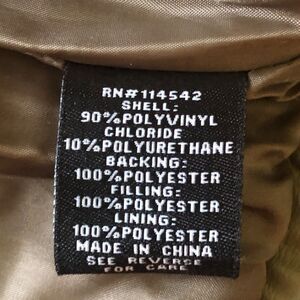 RN#114542
SHELL:
90%POLYVINYL
CHLORIDE
10%POLYURETHANE
BACKING:
100%POLYESTER
FILLING:
100%POLYESTER
LINING:
100%POLYESTER
MADE IN CHINA
SEE REVERSE
FOR CARE